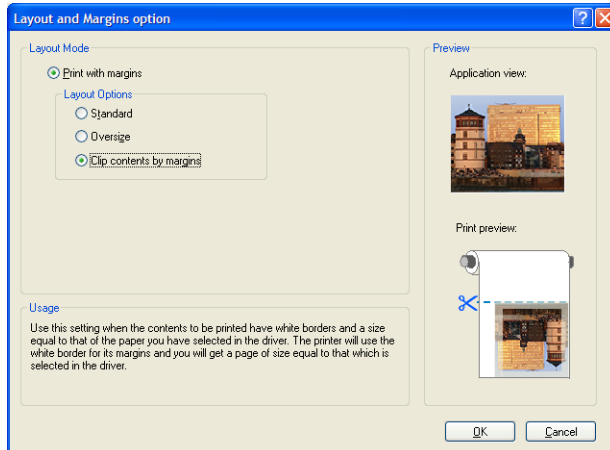 Layout and Margins option
Layout Mode
Print with margins
Layout Options
Standard
Oversize
Clip contents by margins
Usage
Use this setting when the contents to be printed have white borders and a size
equal to that of the paper you have selected in the driver. The printer will use the
white border for its margins and you will get a page of size equal to that which is
selected in the driver.
Preview
Application view:
Print preview:
OK
Cancel